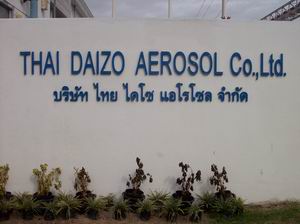 THAI DAIZO AEROSOL Co.,Ltd.
บริษัท ไทย ไดโซ แอโรโซล จำกัด